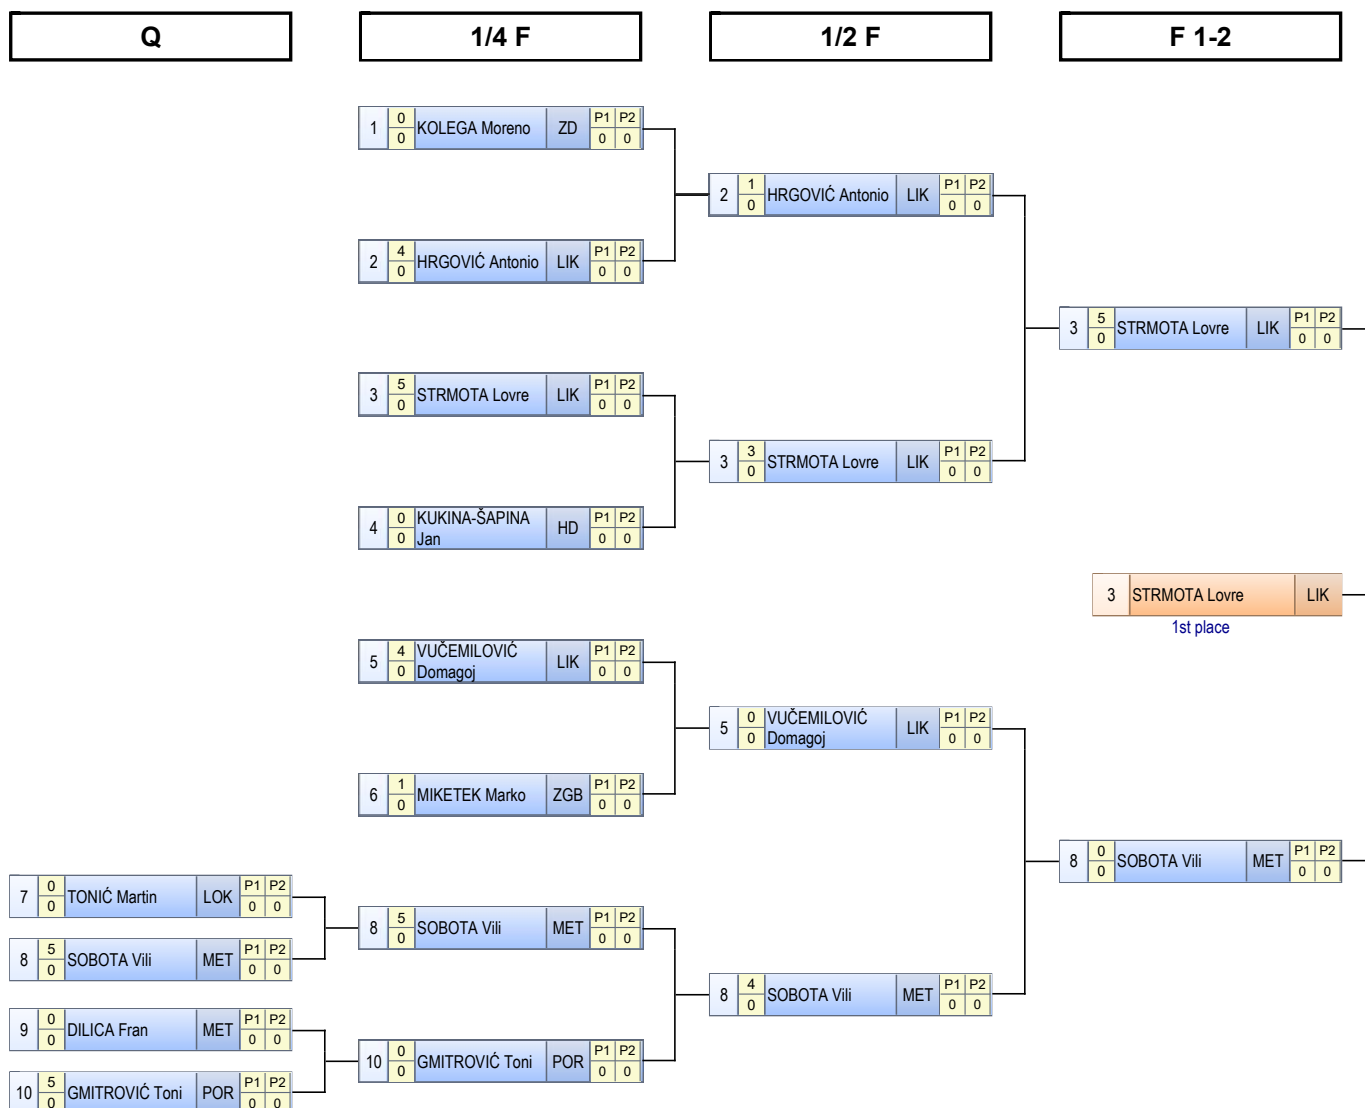 Q
1/4 F
1/2 F
F 1-2
1 0 0 KOLEGA Moreno ZD P1 P2 0 0
2 4 0 HRGOVIĆ Antonio LIK P1 P2 0 0
3 5 0 STRMOTA Lovre LIK P1 P2 0 0
4 0 0 KUKINA-ŠAPINA
Jan HD P1 P2 0 0
5 4 0 VUČEMILOVIĆ
Domagoj LIK P1 P2 0 0
6 1 0 MIKETEK Marko ZGB P1 P2 0 0
7 0 0 TONIĆ Martin LOK P1 P2 0 0
8 5 0 SOBOTA Vili MET P1 P2 0 0
9 0 0 DILICA Fran MET P1 P2 0 0
10 5 0 GMITROVIĆ Toni POR P1 P2 0 0
8 5 0 SOBOTA Vili MET P1 P2 0 0
10 0 0 GMITROVIĆ Toni POR P1 P2 0 0
2 1 0 HRGOVIĆ Antonio LIK P1 P2 0 0
3 3 0 STRMOTA Lovre LIK P1 P2 0 0
5 0 0 VUČEMILOVIĆ
Domagoj LIK P1 P2 0 0
8 4 0 SOBOTA Vili MET P1 P2 0 0
3 5 0 STRMOTA Lovre LIK P1 P2 0 0
3 STRMOTA Lovre LIK
1st place
8 0 0 SOBOTA Vili MET P1 P2 0 0